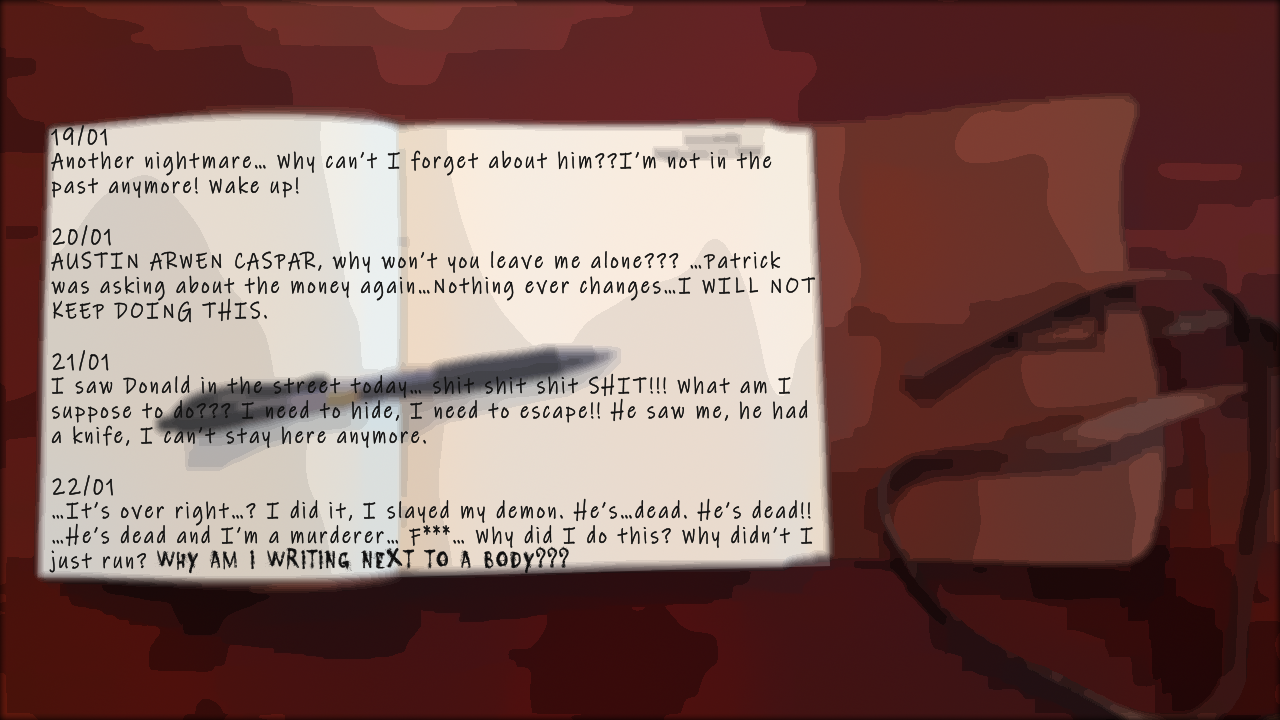 19/01
Another nightmare... Why can't I forget about him??I'm not in the
past anymore! Wake up!
20/01
AUSTIN ARWEN CASPAR, why won't you leave me alone??? ...Patrick
was asking about the money again...Nothing ever changes...I WILL NOT
KEEP DOING THIS.
21/01
I saw Donald in the street today... shit shit shit SHIT!!! What am I
suppose to do??? I need to hide, I need to escape!! He saw me, he had
a knife, I can't stay here anymore.
22/01
...It's over right...? I did it, I slayed my demon. He's...dead. He's dead!!
...He's dead and I'm a murderer... F***... Why did I do this? Why didn't I
just run? WHY AM I WRITING NEXT TO A BODY???